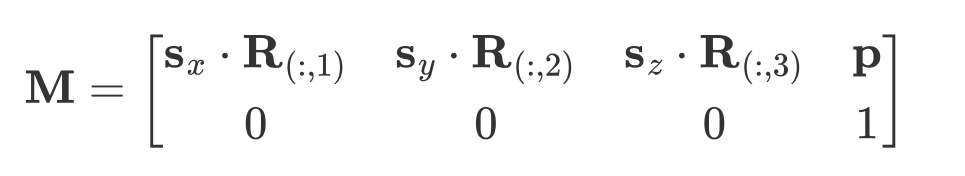 M = [ s_x · R_(:,1)  s_y · R_(:,2)  s_z · R_(:,3)  p
0  0  0  1 ]